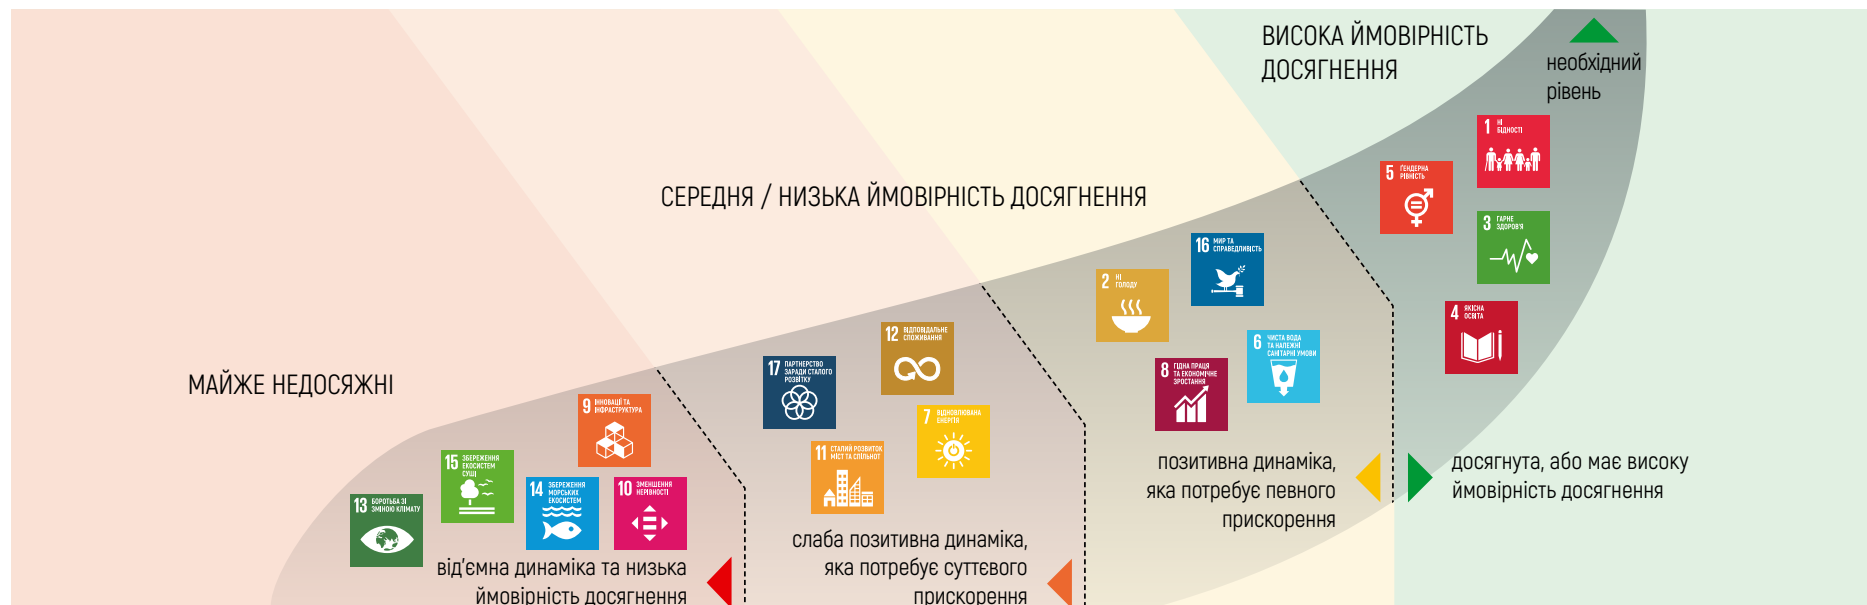 ВИСОКА ЙМОВІРНІСТЬ
ДОСЯГНЕННЯ
необхідний
рівень
1 НІ
БІДНОСТІ
5 ҐЕНДЕРНА
РІВНІСТЬ
3 ГАРНЕ
ЗДОРОВ'Я
4 ЯКІСНА
ОСВІТА
СЕРЕДНЯ / НИЗЬКА ЙМОВІРНІСТЬ ДОСЯГНЕННЯ
16 МИР ТА
СПРАВЕДЛИВІСТЬ
2 НІ
ГОЛОДУ
6 ЧИСТА ВОДА
ТА НАЛЕЖНІ
САНІТАРНІ УМОВИ
8 ГІДНА ПРАЦЯ
ТА ЕКОНОМІЧНЕ
ЗРОСТАННЯ
12 ВІДПОВІДАЛЬНЕ
СПОЖИВАННЯ
17 ПАРТНЕРСТВО
ЗАРАДИ СТАЛОГО
РОЗВИТКУ
7 ВІДНОВЛЮВАНА
ЕНЕРГІЯ
11 СТАЛИЙ РОЗВИТОК
МІСТ ТА СПІЛЬНОТ
МАЙЖЕ НЕДОСЯЖНІ
9 ІННОВАЦІЇ ТА
ІНФРАСТРУКТУРА
15 ЗБЕРЕЖЕННЯ
ЕКОСИСТЕМ
СУШІ
14 ЗБЕРЕЖЕННЯ
МОРСЬКИХ
ЕКОСИСТЕМ
10 ЗМЕНШЕННЯ
НЕРІВНОСТІ
13 БОРОТЬБА ЗІ
ЗМІНОЮ КЛІМАТУ
від'ємна динаміка та низька
ймовірність досягнення
слаба позитивна динаміка,
яка потребує суттєвого
прискорення
позитивна динаміка,
яка потребує певного
прискорення
досягнута, або має високу
ймовірність досягнення